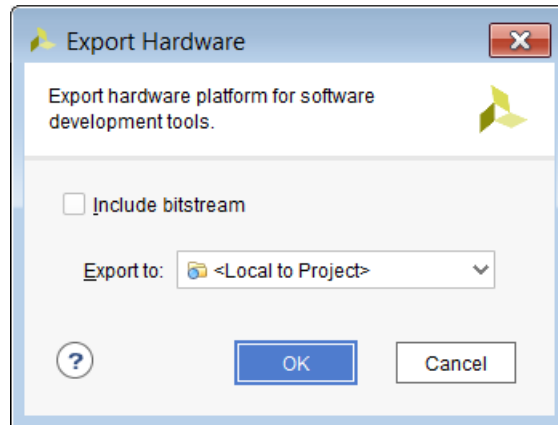 Export Hardware
Export hardware platform for software
development tools.
Include bitstream
Export to: <Local to Project>
?
OK Cancel